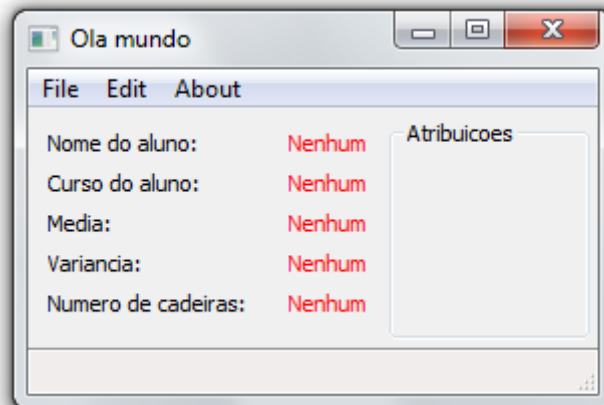 Ola mundo
File Edit About
Nome do aluno: Nenhum
Curso do aluno: Nenhum
Media: Nenhum
Variancia: Nenhum
Numero de cadeiras: Nenhum
Atribuicoes